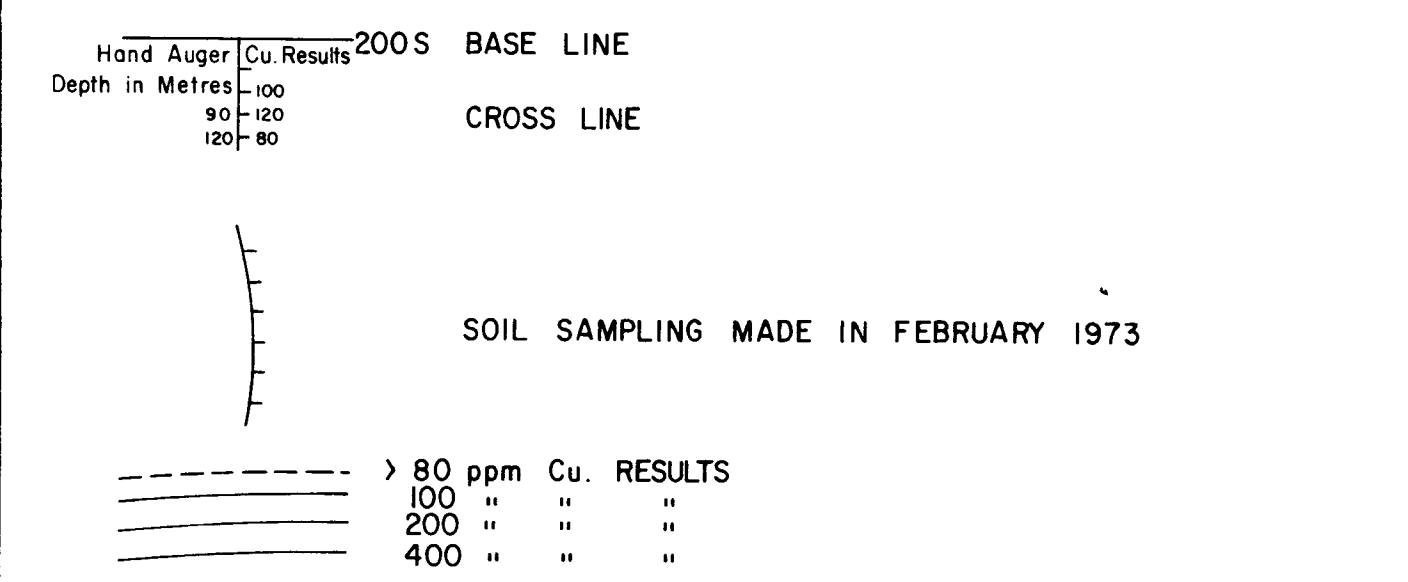 200S BASE LINE
Hand Auger Cu. Results
Depth in Metres 100
90 120 CROSS LINE
120 80
SOIL SAMPLING MADE IN FEBRUARY 1973
> 80 ppm Cu. RESULTS
100 " " "
200 " " "
400 " " "